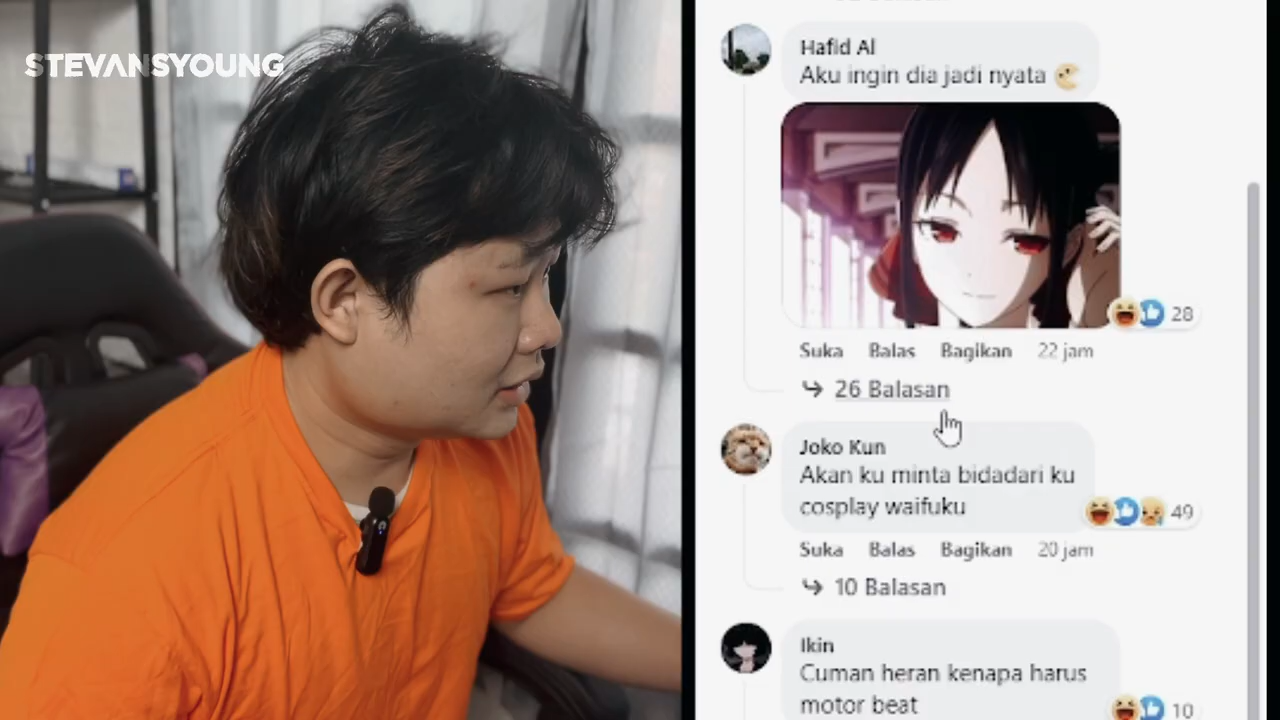 STEVANSYOUNG
Hafid Al
Aku ingin dia jadi nyata
28
Suka Balas Bagikan 22 jam
26 Balasan
Joko Kun
Akan ku minta bidadari ku
cosplay waifuku
49
Suka Balas Bagikan 20 jam
10 Balasan
Ikin
Cuman heran kenapa harus
motor beat
10